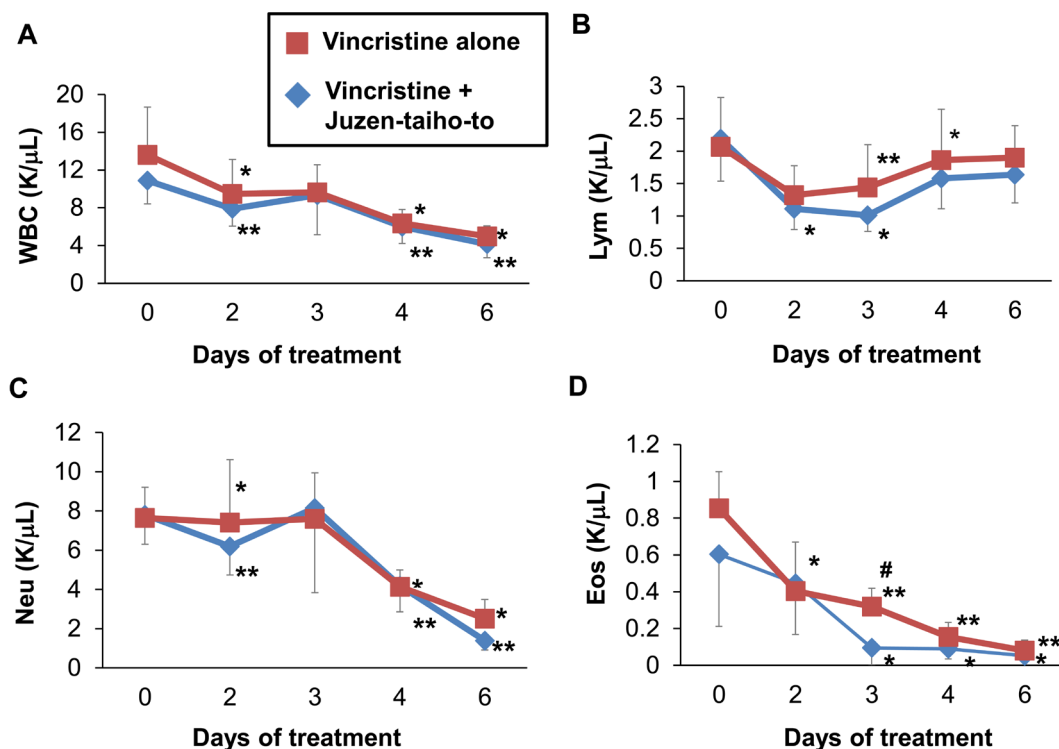 A
Vincristine alone
Vincristine +
Juzen-taiho-to
WBC (K/μL)
20
16
12
8
4
0
*
**
*
**
*
**
0 2 3 4 6
Days of treatment
B
Lym (K/μL)
3
2.5
2
1.5
1
0.5
0
*
**
*
*
0 2 3 4 6
Days of treatment
C
Neu (K/μL)
12
10
8
6
4
2
0
*
**
*
**
*
**
0 2 3 4 6
Days of treatment
D
Eos (K/μL)
1.2
1
0.8
0.6
0.4
0.2
0
*
#
**
*
**
*
**
*
0 2 3 4 6
Days of treatment